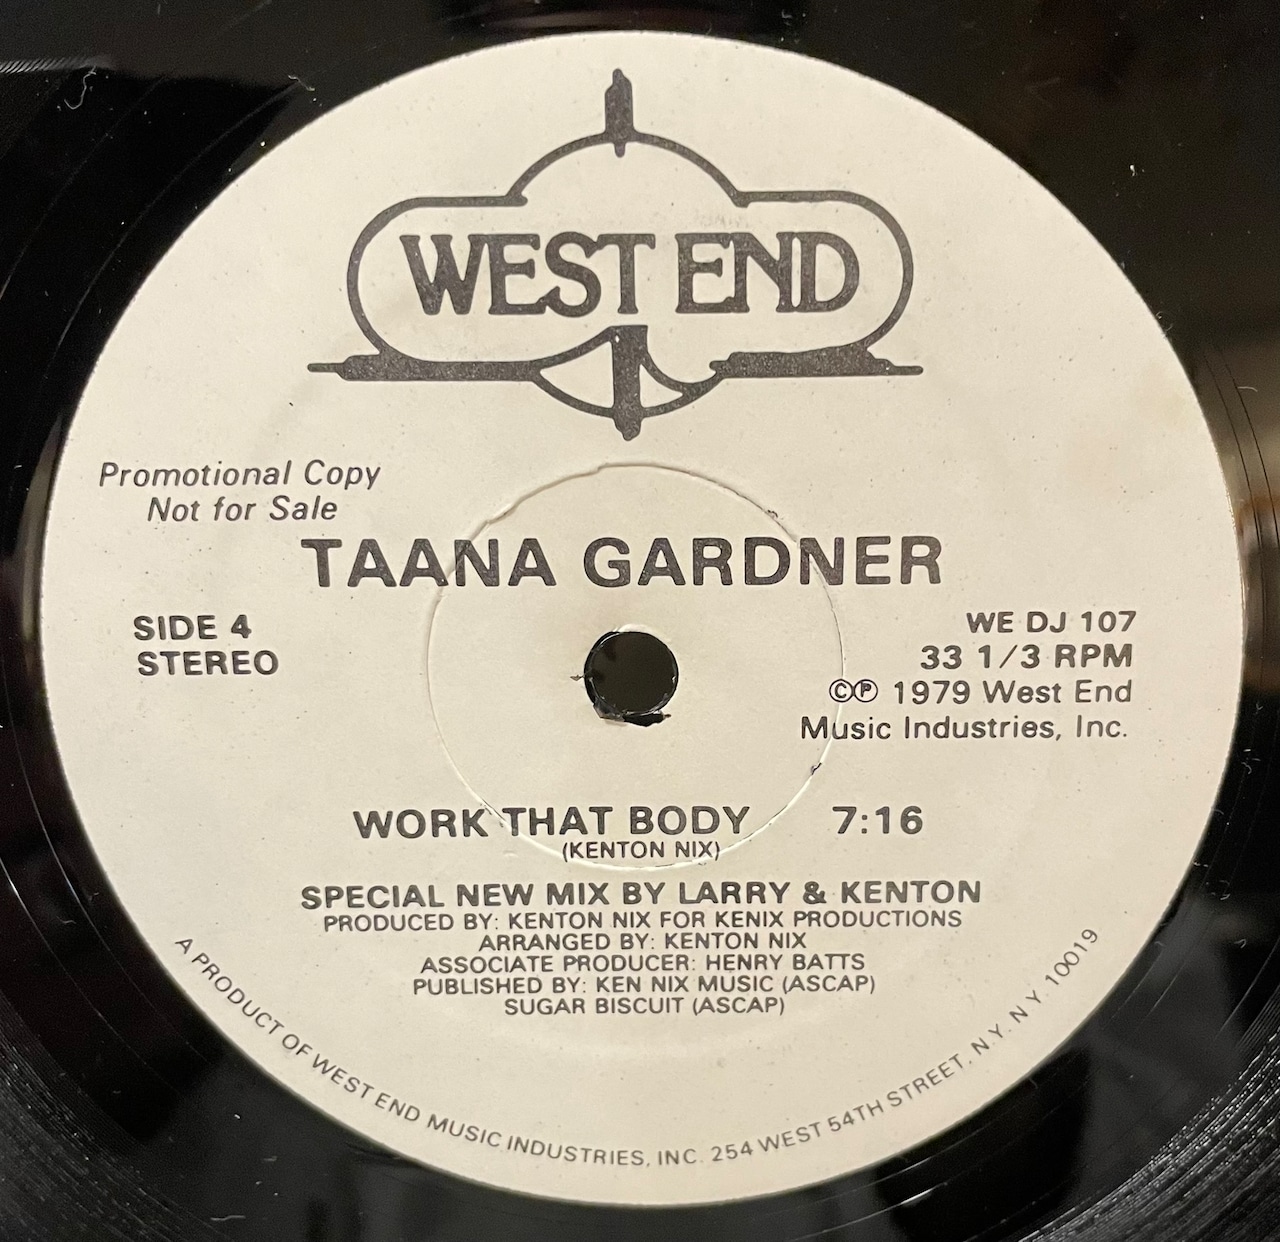 WEST END
Promotional Copy
Not for Sale
TAANA GARDNER
SIDE 4
STEREO
WE DJ 107
33 1/3 RPM
©℗ 1979 West End
Music Industries, Inc.
WORK THAT BODY 7:16
(KENTON NIX)
SPECIAL NEW MIX BY LARRY & KENTON
PRODUCED BY: KENTON NIX FOR KENIX PRODUCTIONS
ARRANGED BY: KENTON NIX
ASSOCIATE PRODUCER: HENRY BATTS
PUBLISHED BY: KEN NIX MUSIC (ASCAP)
SUGAR BISCUIT (ASCAP)
A PRODUCT OF WEST END MUSIC INDUSTRIES, INC. 254 WEST 54TH STREET, N.Y. N.Y. 10019